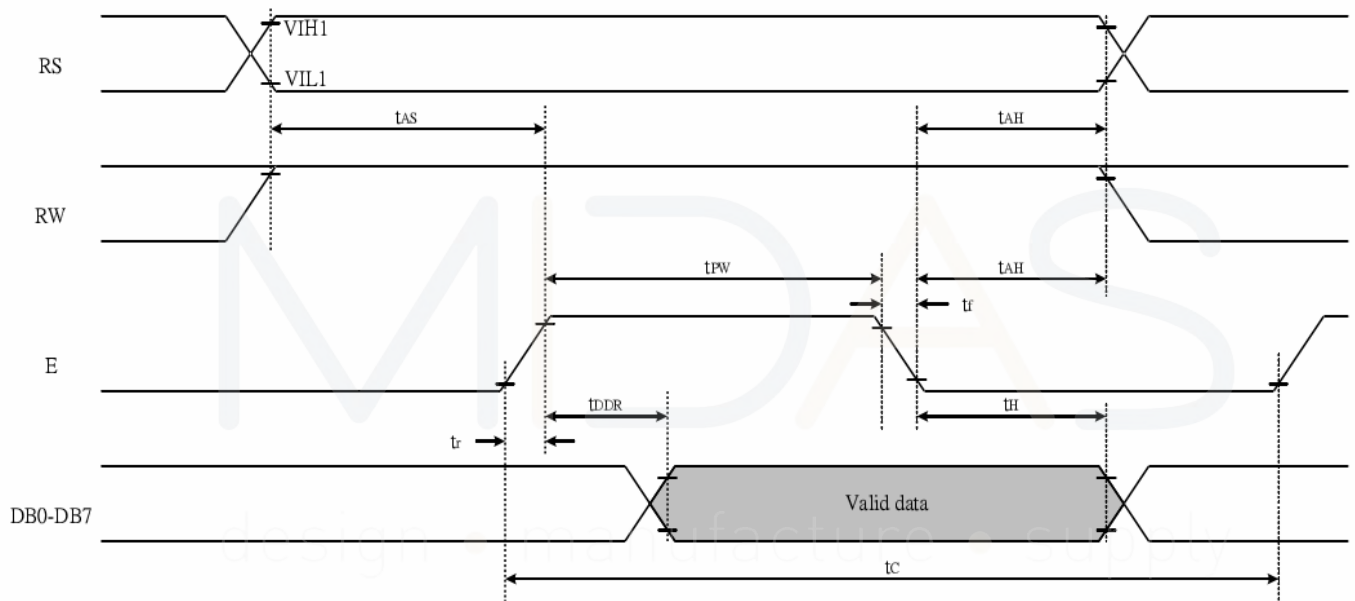 RS
VIH1
VIL1
tAS
tAH
RW
MIDAS
tPW
tAH
tf
E
tDDR
tH
tr
DB0-DB7
Valid data
design • manufacture • supply
tC